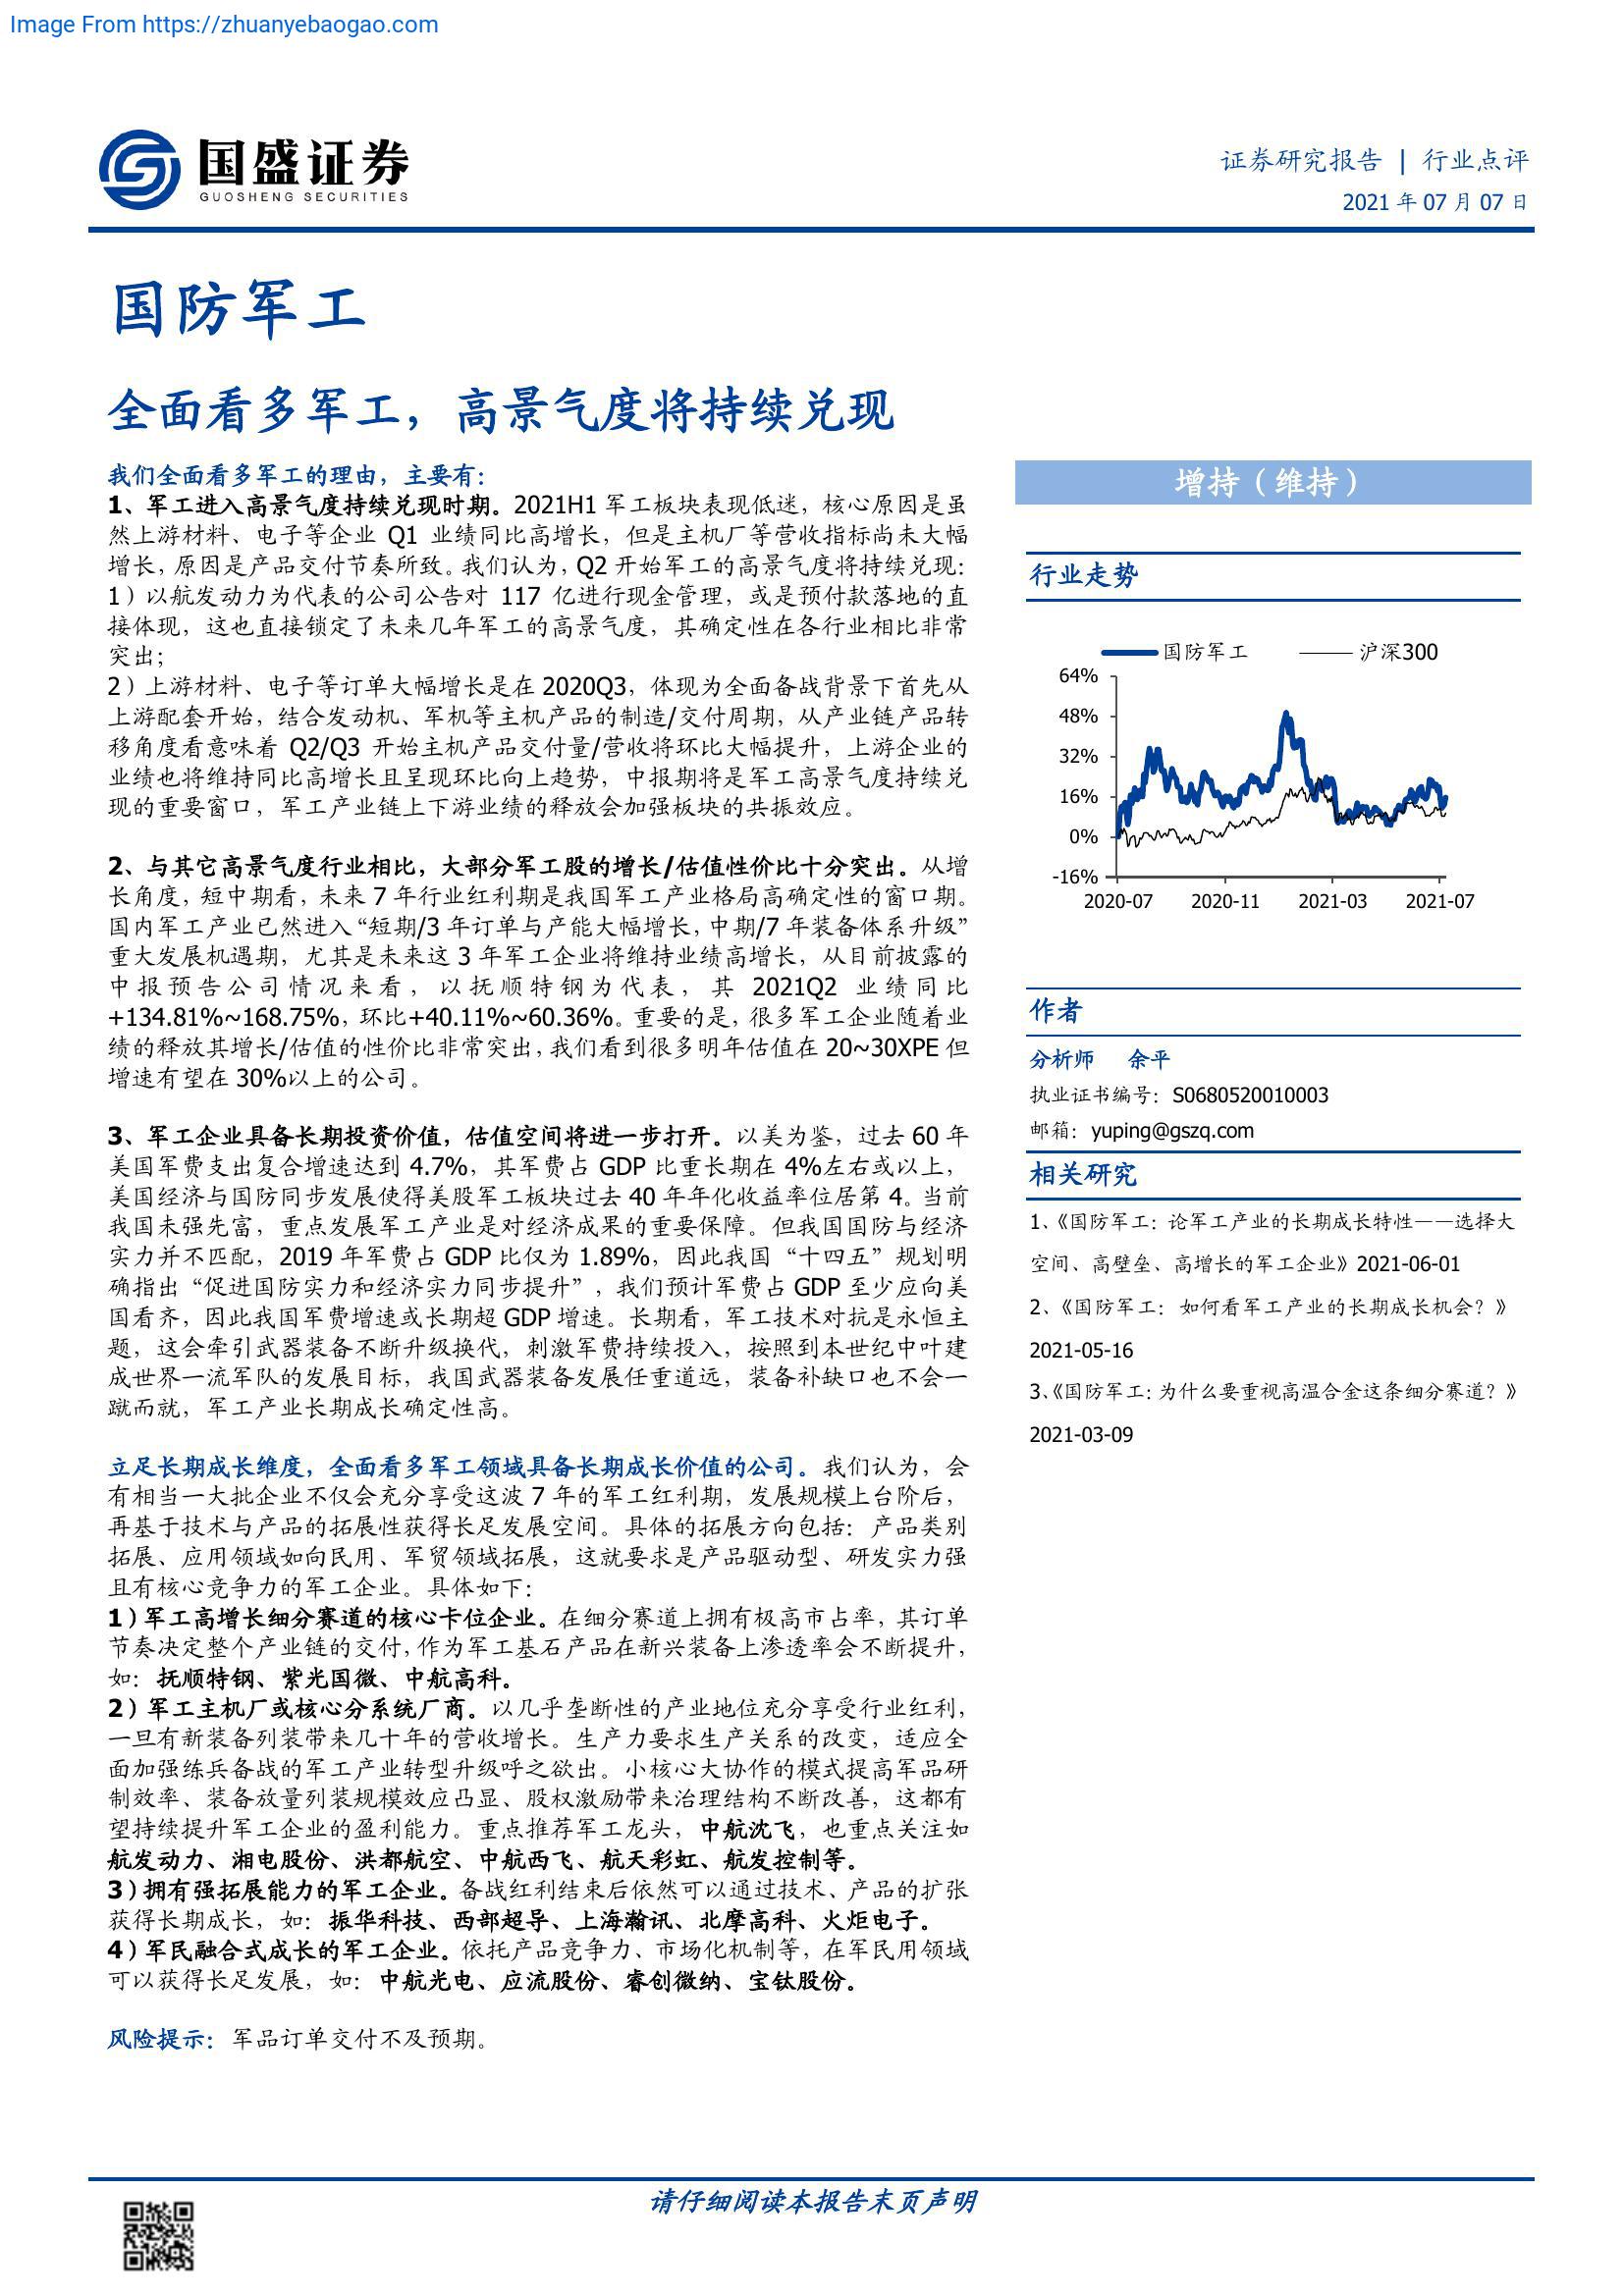 Image From https://zhuanyebaogao.com
国盛证券
GUOSHENG SECURITIES
证券研究报告 | 行业点评
2021 年 07 月 07 日
国防军工
全面看多军工，高景气度将持续兑现
我们全面看多军工的理由，主要有：
1、军工进入高景气度持续兑现时期。2021H1 军工板块表现低迷，核心原因是虽
然上游材料、电子等企业 Q1 业绩同比高增长，但是主机厂等营收指标尚未大幅
增长，原因是产品交付节奏所致。我们认为，Q2 开始军工的高景气度将持续兑现：
1）以航发动力为代表的公司公告对 117 亿进行现金管理，或是预付款落地的直
接体现，这也直接锁定了未来几年军工的高景气度，其确定性在各行业相比非常
突出；
2）上游材料、电子等订单大幅增长是在 2020Q3，体现为全面备战背景下首先从
上游配套开始，结合发动机、军机等主机产品的制造/交付周期，从产业链产品转
移角度看意味着 Q2/Q3 开始主机产品交付量/营收将环比大幅提升，上游企业的
业绩也将维持同比高增长且呈现环比向上趋势，中报期将是军工高景气度持续兑
现的重要窗口，军工产业链上下游业绩的释放会加强板块的共振效应。
2、与其它高景气度行业相比，大部分军工股的增长/估值性价比十分突出。从增
长角度，短中期看，未来 7 年行业红利期是我国军工产业格局高确定性的窗口期。
国内军工产业已然进入“短期/3 年订单与产能大幅增长，中期/7 年装备体系升级”
重大发展机遇期，尤其是未来这 3 年军工企业将维持业绩高增长，从目前披露的
中报预告公司情况来看，以抚顺特钢为代表，其 2021Q2 业绩同比
+134.81%~168.75%，环比+40.11%~60.36%。重要的是，很多军工企业随着业
绩的释放其增长/估值的性价比非常突出，我们看到很多明年估值在 20~30XPE 但
增速有望在 30%以上的公司。
3、军工企业具备长期投资价值，估值空间将进一步打开。以美为鉴，过去 60 年
美国军费支出复合增速达到 4.7%，其军费占 GDP 比重长期在 4%左右或以上，
美国经济与国防同步发展使得美股军工板块过去 40 年年化收益率位居第 4。当前
我国未强先富，重点发展军工产业是对经济成果的重要保障。但我国国防与经济
实力并不匹配，2019 年军费占 GDP 比仅为 1.89%，因此我国“十四五”规划明
确指出“促进国防实力和经济实力同步提升”，我们预计军费占 GDP 至少应向美
国看齐，因此我国军费增速或长期超 GDP 增速。长期看，军工技术对抗是永恒主
题，这会牵引武器装备不断升级换代，刺激军费持续投入，按照到本世纪中叶建
成世界一流军队的发展目标，我国武器装备发展任重道远，装备补缺口也不会一
蹴而就，军工产业长期成长确定性高。
立足长期成长维度，全面看多军工领域具备长期成长价值的公司。我们认为，会
有相当一大批企业不仅会充分享受这波 7 年的军工红利期，发展规模上台阶后，
再基于技术与产品的拓展性获得长足发展空间。具体的拓展方向包括：产品类别
拓展、应用领域如向民用、军贸领域拓展，这就要求是产品驱动型、研发实力强
且有核心竞争力的军工企业。具体如下：
1）军工高增长细分赛道的核心卡位企业。在细分赛道上拥有极高市占率，其订单
节奏决定整个产业链的交付，作为军工基石产品在新兴装备上渗透率会不断提升，
如：抚顺特钢、紫光国微、中航高科。
2）军工主机厂或核心分系统厂商。以几乎垄断性的产业地位充分享受行业红利，
一旦有新装备列装带来几十年的营收增长。生产力要求生产关系的改变，适应全
面加强练兵备战的军工产业转型升级呼之欲出。小核心大协作的模式提高军品研
制效率、装备放量列装规模效应凸显、股权激励带来治理结构不断改善，这都有
望持续提升军工企业的盈利能力。重点推荐军工龙头，中航沈飞，也重点关注如
航发动力、湘电股份、洪都航空、中航西飞、航天彩虹、航发控制等。
3）拥有强拓展能力的军工企业。备战红利结束后依然可以通过技术、产品的扩张
获得长期成长，如：振华科技、西部超导、上海瀚讯、北摩高科、火炬电子。
4）军民融合式成长的军工企业。依托产品竞争力、市场化机制等，在军民用领域
可以获得长足发展，如：中航光电、应流股份、睿创微纳、宝钛股份。
风险提示：军品订单交付不及预期。
增持（维持）
行业走势
国防军工 沪深300
64%
48%
32%
16%
0%
-16%
2020-07 2020-11 2021-03 2021-07
作者
分析师 余平
执业证书编号：S0680520010003
邮箱：yuping@gszq.com
相关研究
1、《国防军工：论军工产业的长期成长特性——选择大
空间、高壁垒、高增长的军工企业》2021-06-01
2、《国防军工：如何看军工产业的长期成长机会？》
2021-05-16
3、《国防军工：为什么要重视高温合金这条细分赛道？》
2021-03-09
请仔细阅读本报告末页声明